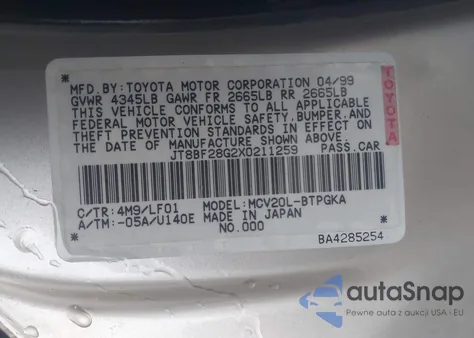 MFD.BY:TOYOTA MOTOR CORPORATION 04/99
GVWR 4345LB GAWR FR 2665LB RR 2665LB
THIS VEHICLE CONFORMS TO ALL APPLICABLE
FEDERAL MOTOR VEHICLE SAFETY,BUMPER,AND
THEFT PREVENTION STANDARDS IN EFFECT ON
THE DATE OF MANUFACTURE SHOWN ABOVE.
JT8BF28G2X0211259 PASS.CAR
C/TR:4M9/LF01 MODEL:MCV20L-BTPGKA
A/TM:-05A/U140E MADE IN JAPAN
NO.000
BA4285254
TOYOTA
autoSnap
Pewne auta z aukcji USA i EU